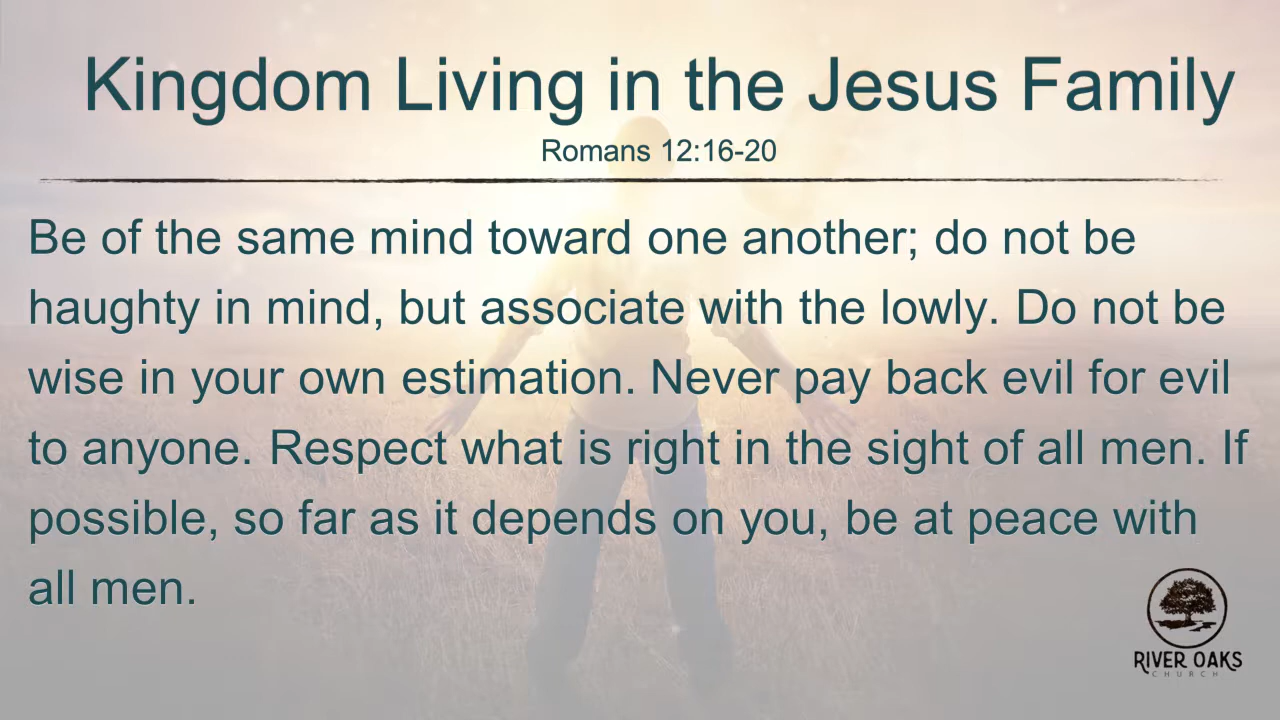 Kingdom Living in the Jesus Family
Romans 12:16-20
Be of the same mind toward one another; do not be
haughty in mind, but associate with the lowly. Do not be
wise in your own estimation. Never pay back evil for evil
to anyone. Respect what is right in the sight of all men. If
possible, so far as it depends on you, be at peace with
all men.
RIVER OAKS
CHURCH